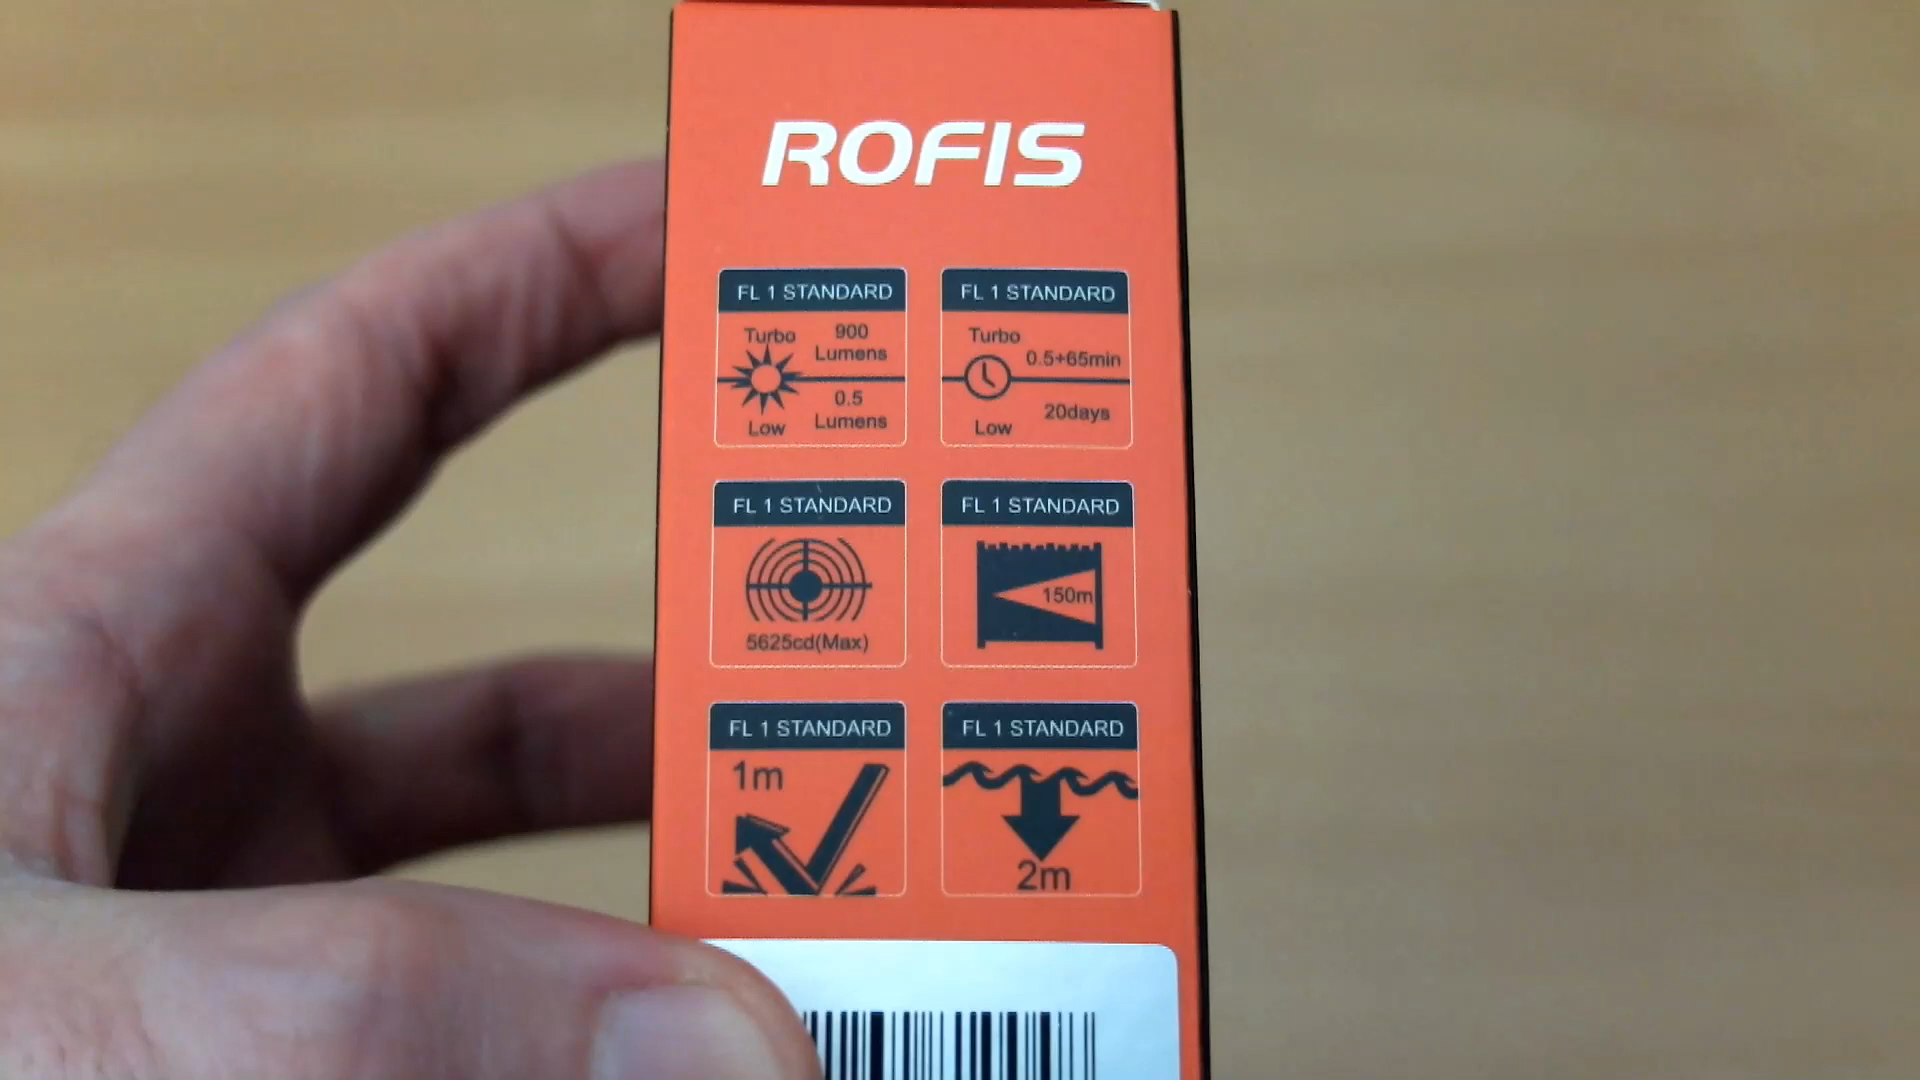 ROFIS
FL 1 STANDARD
Turbo
900
Lumens
0.5
Lumens
Low
FL 1 STANDARD
Turbo
0.5+65min
20days
Low
FL 1 STANDARD
5625cd(Max)
FL 1 STANDARD
150m
FL 1 STANDARD
1m
FL 1 STANDARD
2m